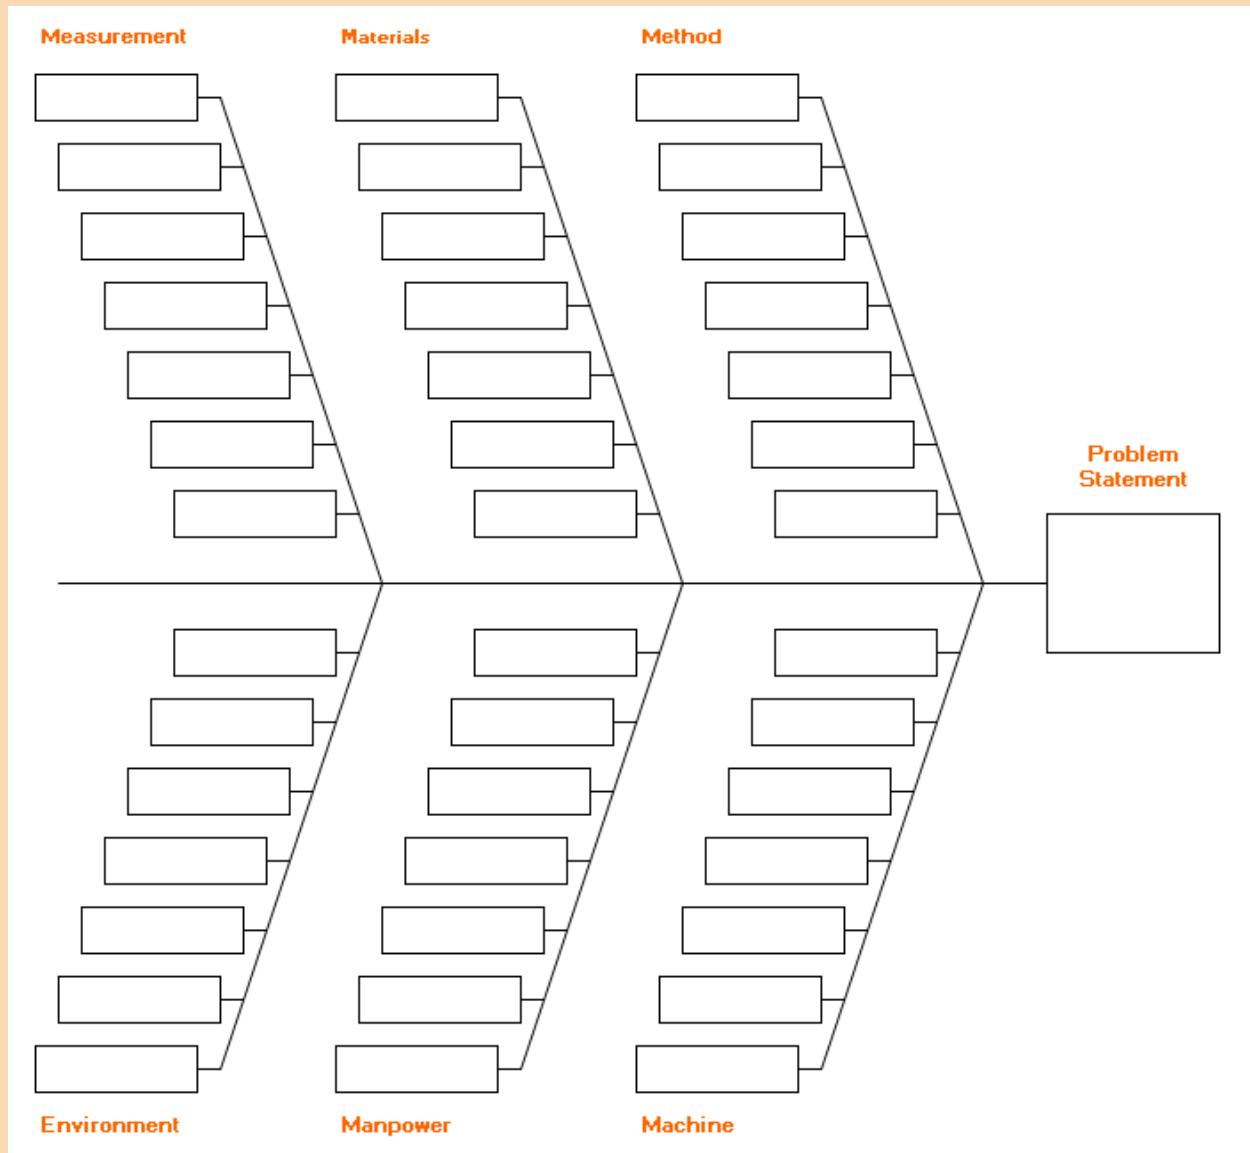 Measurement
Materials
Method
Problem
Statement
Environment
Manpower
Machine